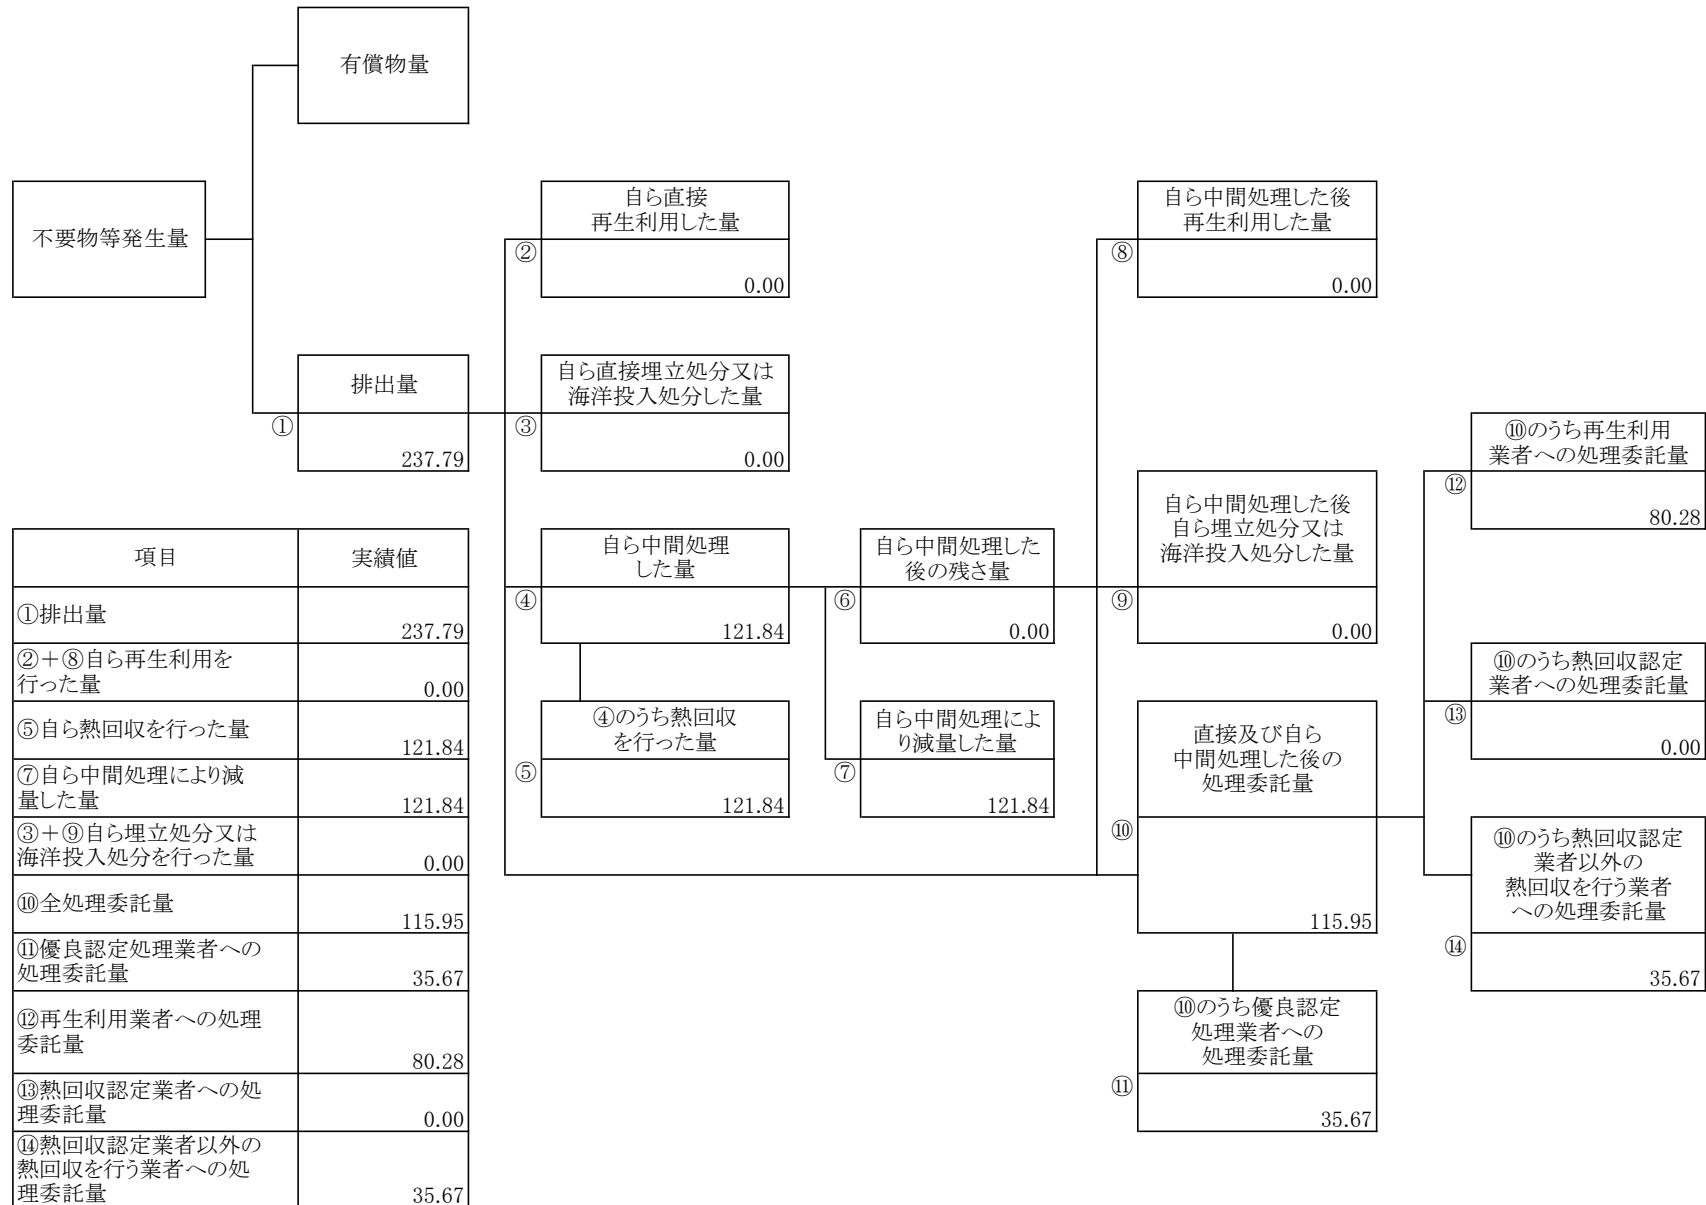 有償物量
不要物等発生量
自ら直接
再生利用した量
②
0.00
自ら中間処理した後
再生利用した量
⑧
0.00
排出量
①
237.79
自ら直接埋立処分又は
海洋投入処分した量
③
0.00
⑩のうち再生利用
業者への処理委託量
⑫
80.28
自ら中間処理
した量
④
121.84
自ら中間処理した
後の残さ量
⑥
0.00
自ら中間処理した後
自ら埋立処分又は
海洋投入処分した量
⑨
0.00
⑩のうち熱回収認定
業者への処理委託量
⑬
0.00
④のうち熱回収
を行った量
⑤
121.84
自ら中間処理によ
り減量した量
⑦
121.84
直接及び自ら
中間処理した後の
処理委託量
⑩
115.95
⑩のうち熱回収認定
業者以外の
熱回収を行う業者
への処理委託量
⑭
35.67
⑩のうち優良認定
処理業者への
処理委託量
⑪
35.67
項目 実績値
①排出量
237.79
②＋⑧自ら再生利用を
行った量
0.00
⑤自ら熱回収を行った量
121.84
⑦自ら中間処理により減
量した量
121.84
③＋⑨自ら埋立処分又は
海洋投入処分を行った量
0.00
⑩全処理委託量
115.95
⑪優良認定処理業者への
処理委託量
35.67
⑫再生利用業者への処理
委託量
80.28
⑬熱回収認定業者への処
理委託量
0.00
⑭熱回収認定業者以外の
熱回収を行う業者への処
理委託量
35.67